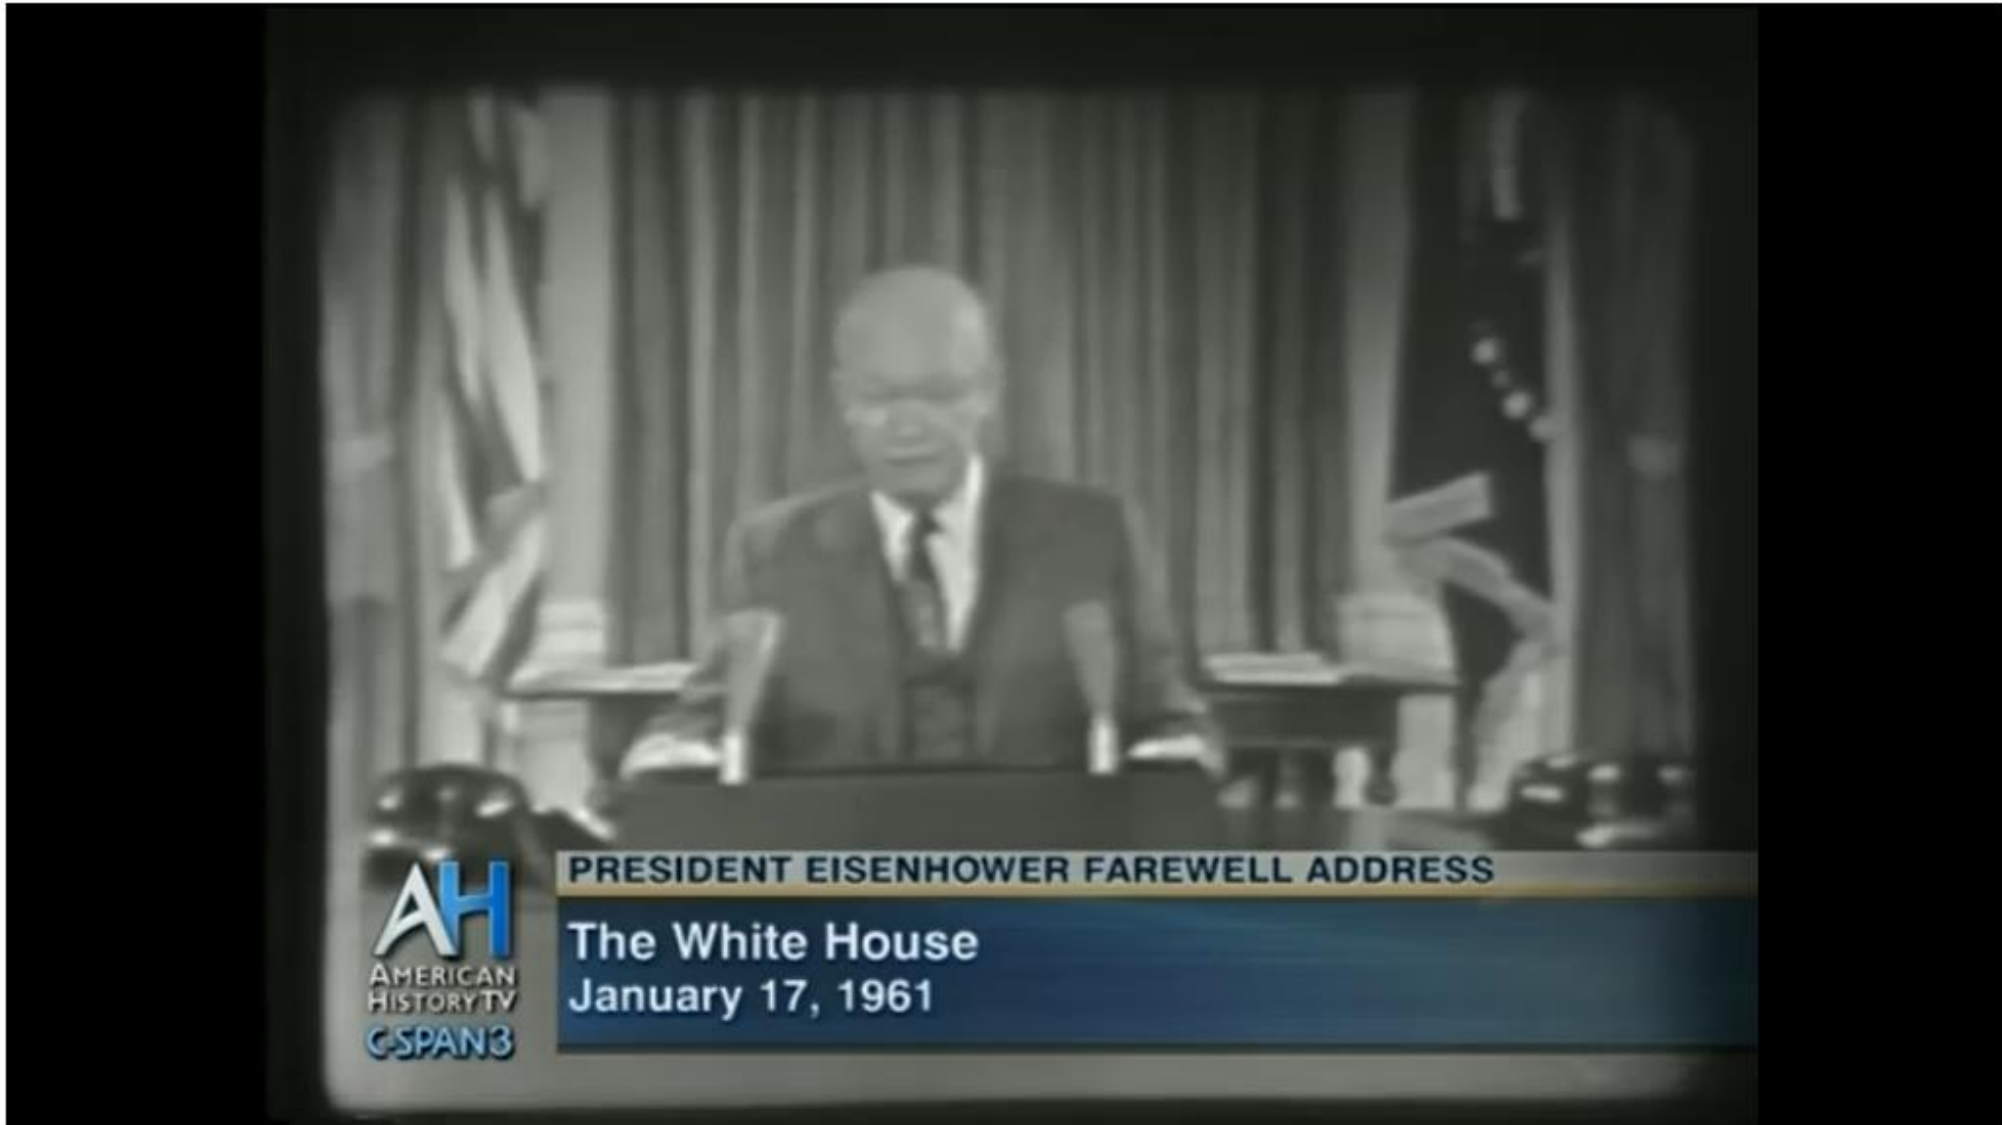 PRESIDENT EISENHOWER FAREWELL ADDRESS
The White House
January 17, 1961
AH
AMERICAN
HISTORY TV
C-SPAN3